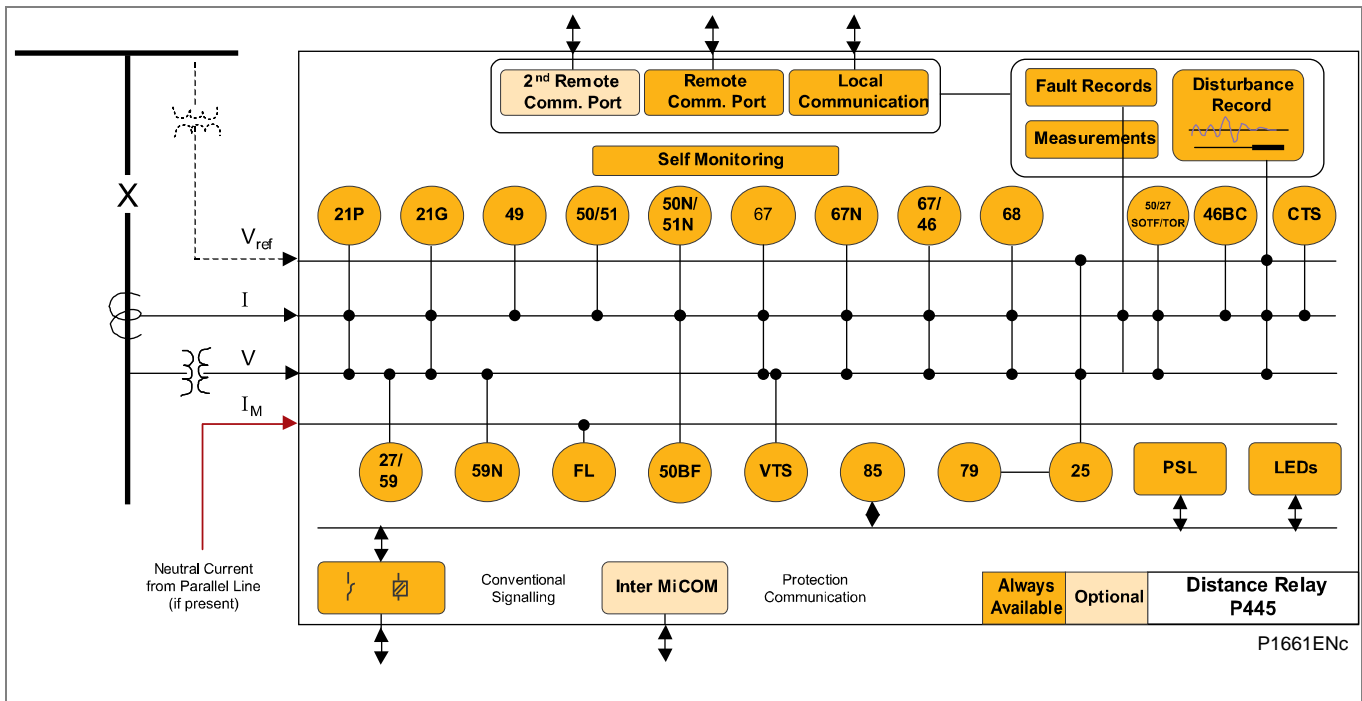 2nd Remote
Comm. Port
Remote
Comm. Port
Local
Communication
Fault Records
Measurements
Disturbance
Record
Self Monitoring
X
21P
21G
49
50/51
50N/
51N
67
67N
67/
46
68
50/27
SOTF/TOR
46BC
CTS
Vref
I
V
IM
27/
59
59N
FL
50BF
VTS
85
79
25
PSL
LEDs
Neutral Current
from Parallel Line
(if present)
Conventional
Signalling
Inter MiCOM
Protection
Communication
Always
Available
Optional
Distance Relay
P445
P1661ENc